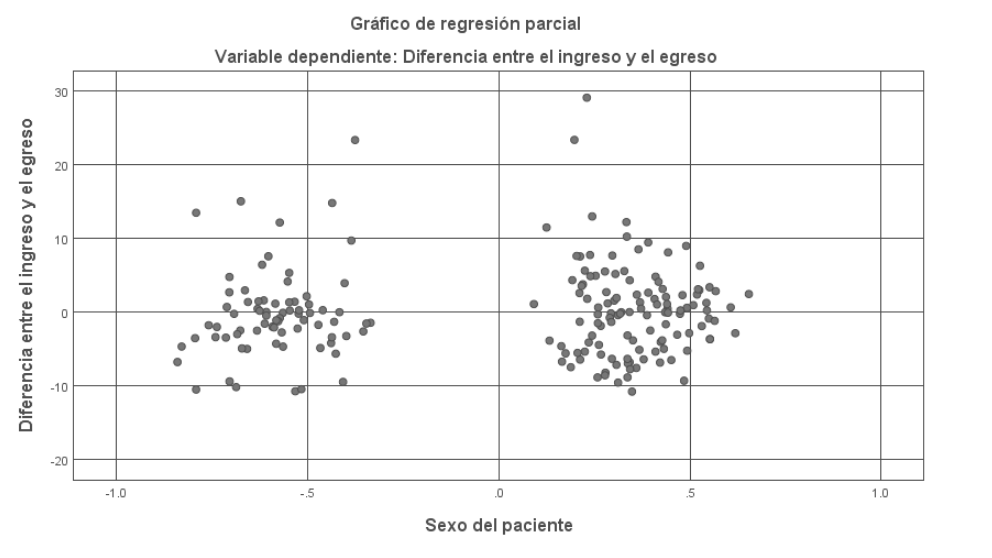 Gráfico de regresión parcial
Variable dependiente: Diferencia entre el ingreso y el egreso
Diferencia entre el ingreso y el egreso
30
20
10
0
-10
-20
-1.0
-.5
.0
.5
1.0
Sexo del paciente